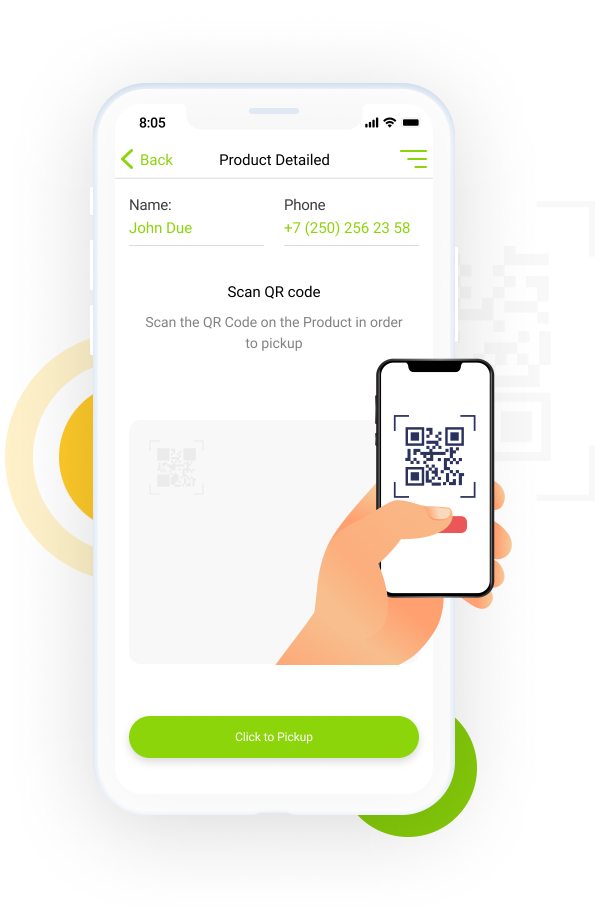 8:05
Back
Product Detailed
Name:
Phone
John Due
+7 (250) 256 23 58
Scan QR code
Scan the QR Code on the Product in order
to pickup
Click to Pickup